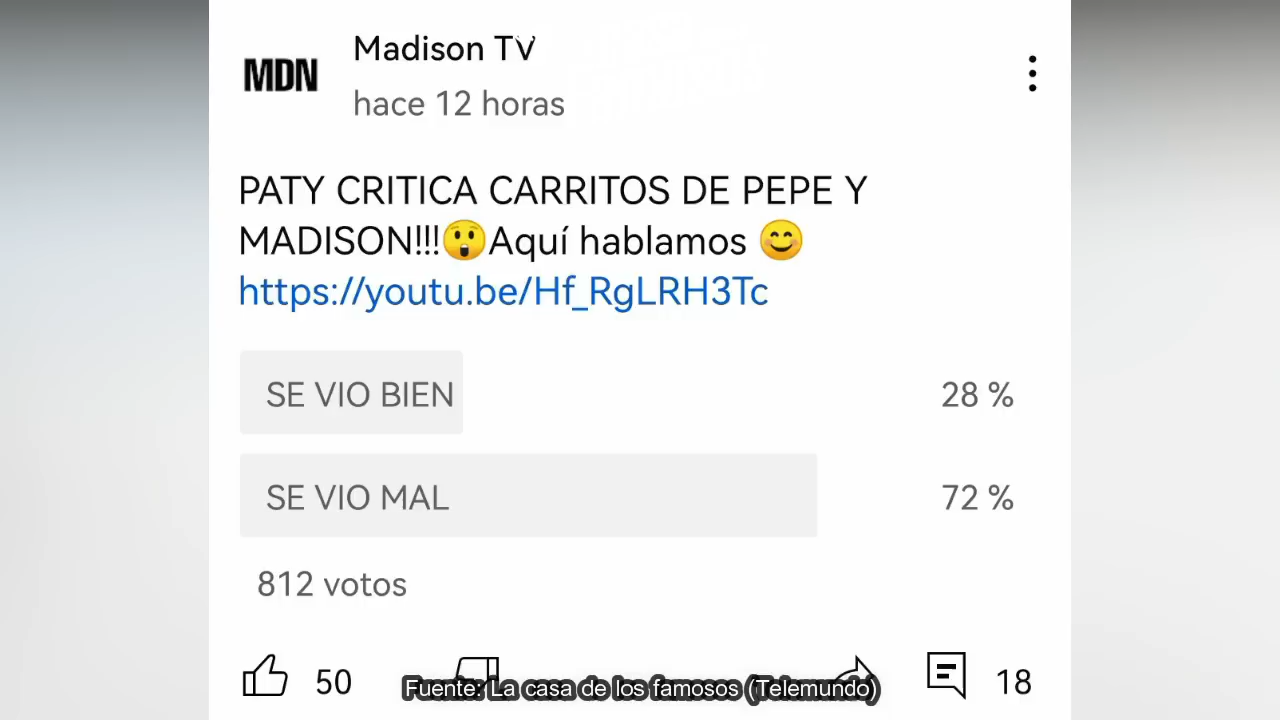 MDN
Madison TV
hace 12 horas
PATY CRITICA CARRITOS DE PEPE Y
MADISON!!!😲Aquí hablamos 😊
https://youtu.be/Hf_RgLRH3Tc
SE VIO BIEN 28 %
SE VIO MAL 72 %
812 votos
50 18
Fuente: La casa de los famosos (Telemundo)